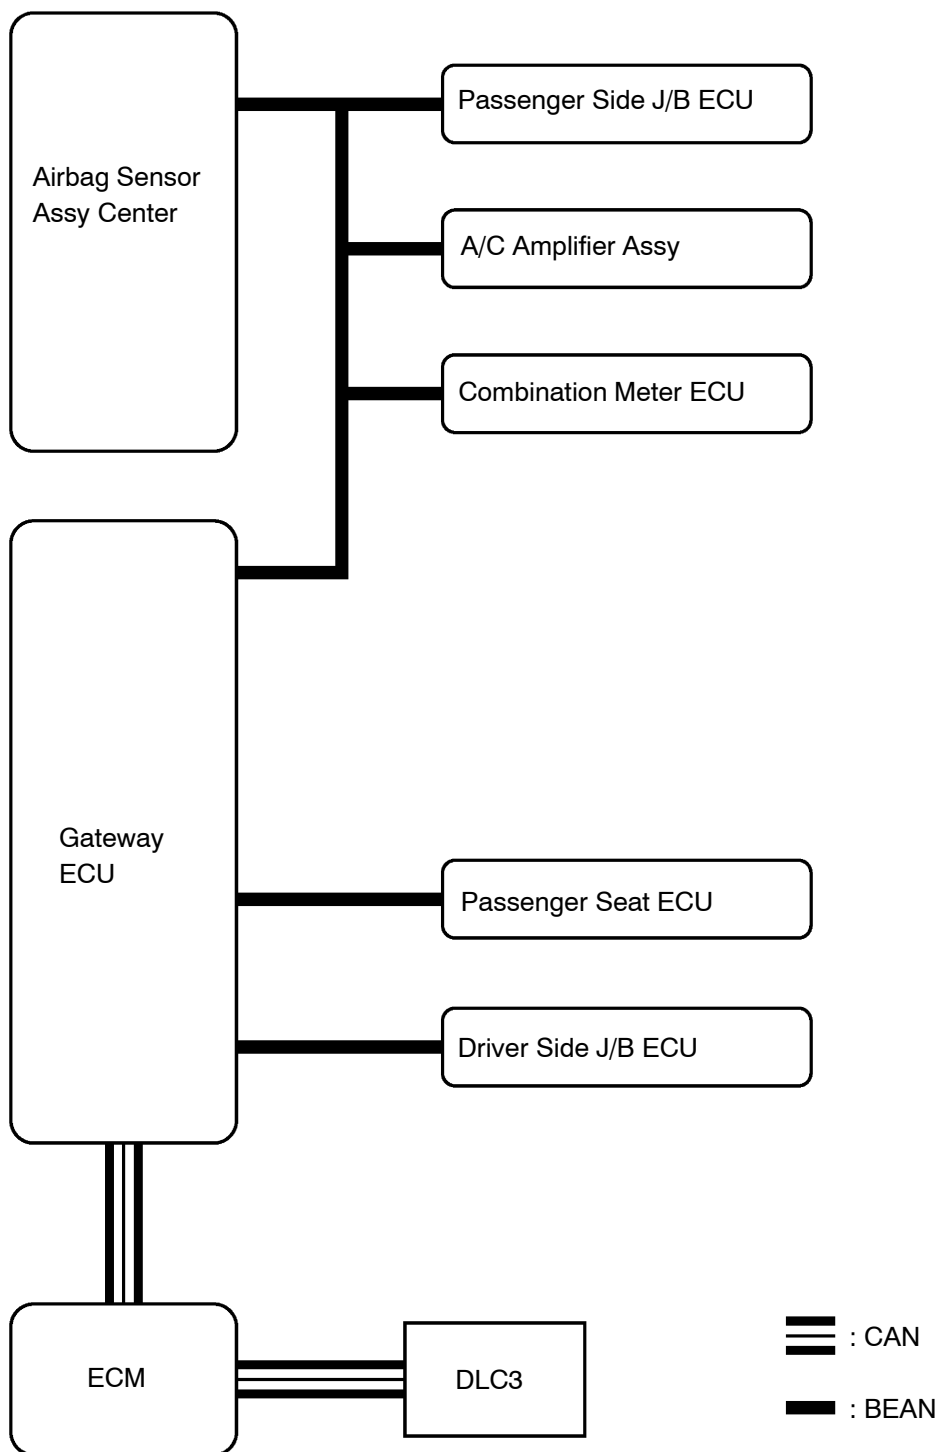 Passenger Side J/B ECU
Airbag Sensor
Assy Center
A/C Amplifier Assy
Combination Meter ECU
Gateway
ECU
Passenger Seat ECU
Driver Side J/B ECU
ECM
DLC3
: CAN
: BEAN